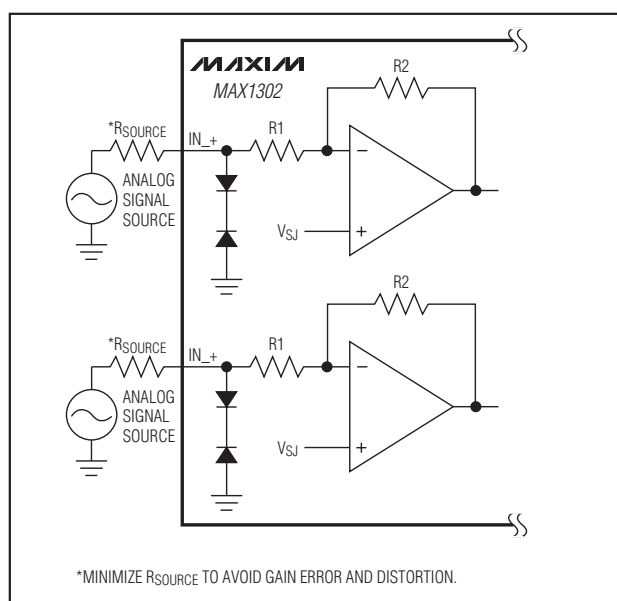 MAXIM
MAX1302
R2
*RSOURCE
IN_+
R1
ANALOG
SIGNAL
SOURCE
−
VSJ
+
R2
*RSOURCE
IN_+
R1
ANALOG
SIGNAL
SOURCE
−
VSJ
+
*MINIMIZE RSOURCE TO AVOID GAIN ERROR AND DISTORTION.